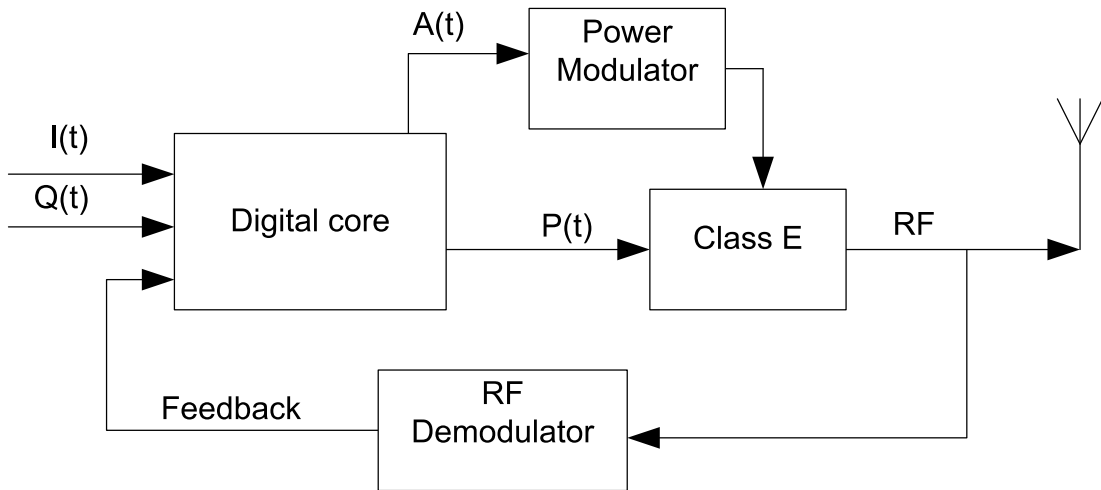 A(t)
Power
Modulator
I(t)
Q(t)
Digital core
P(t)
Class E
RF
Feedback
RF
Demodulator